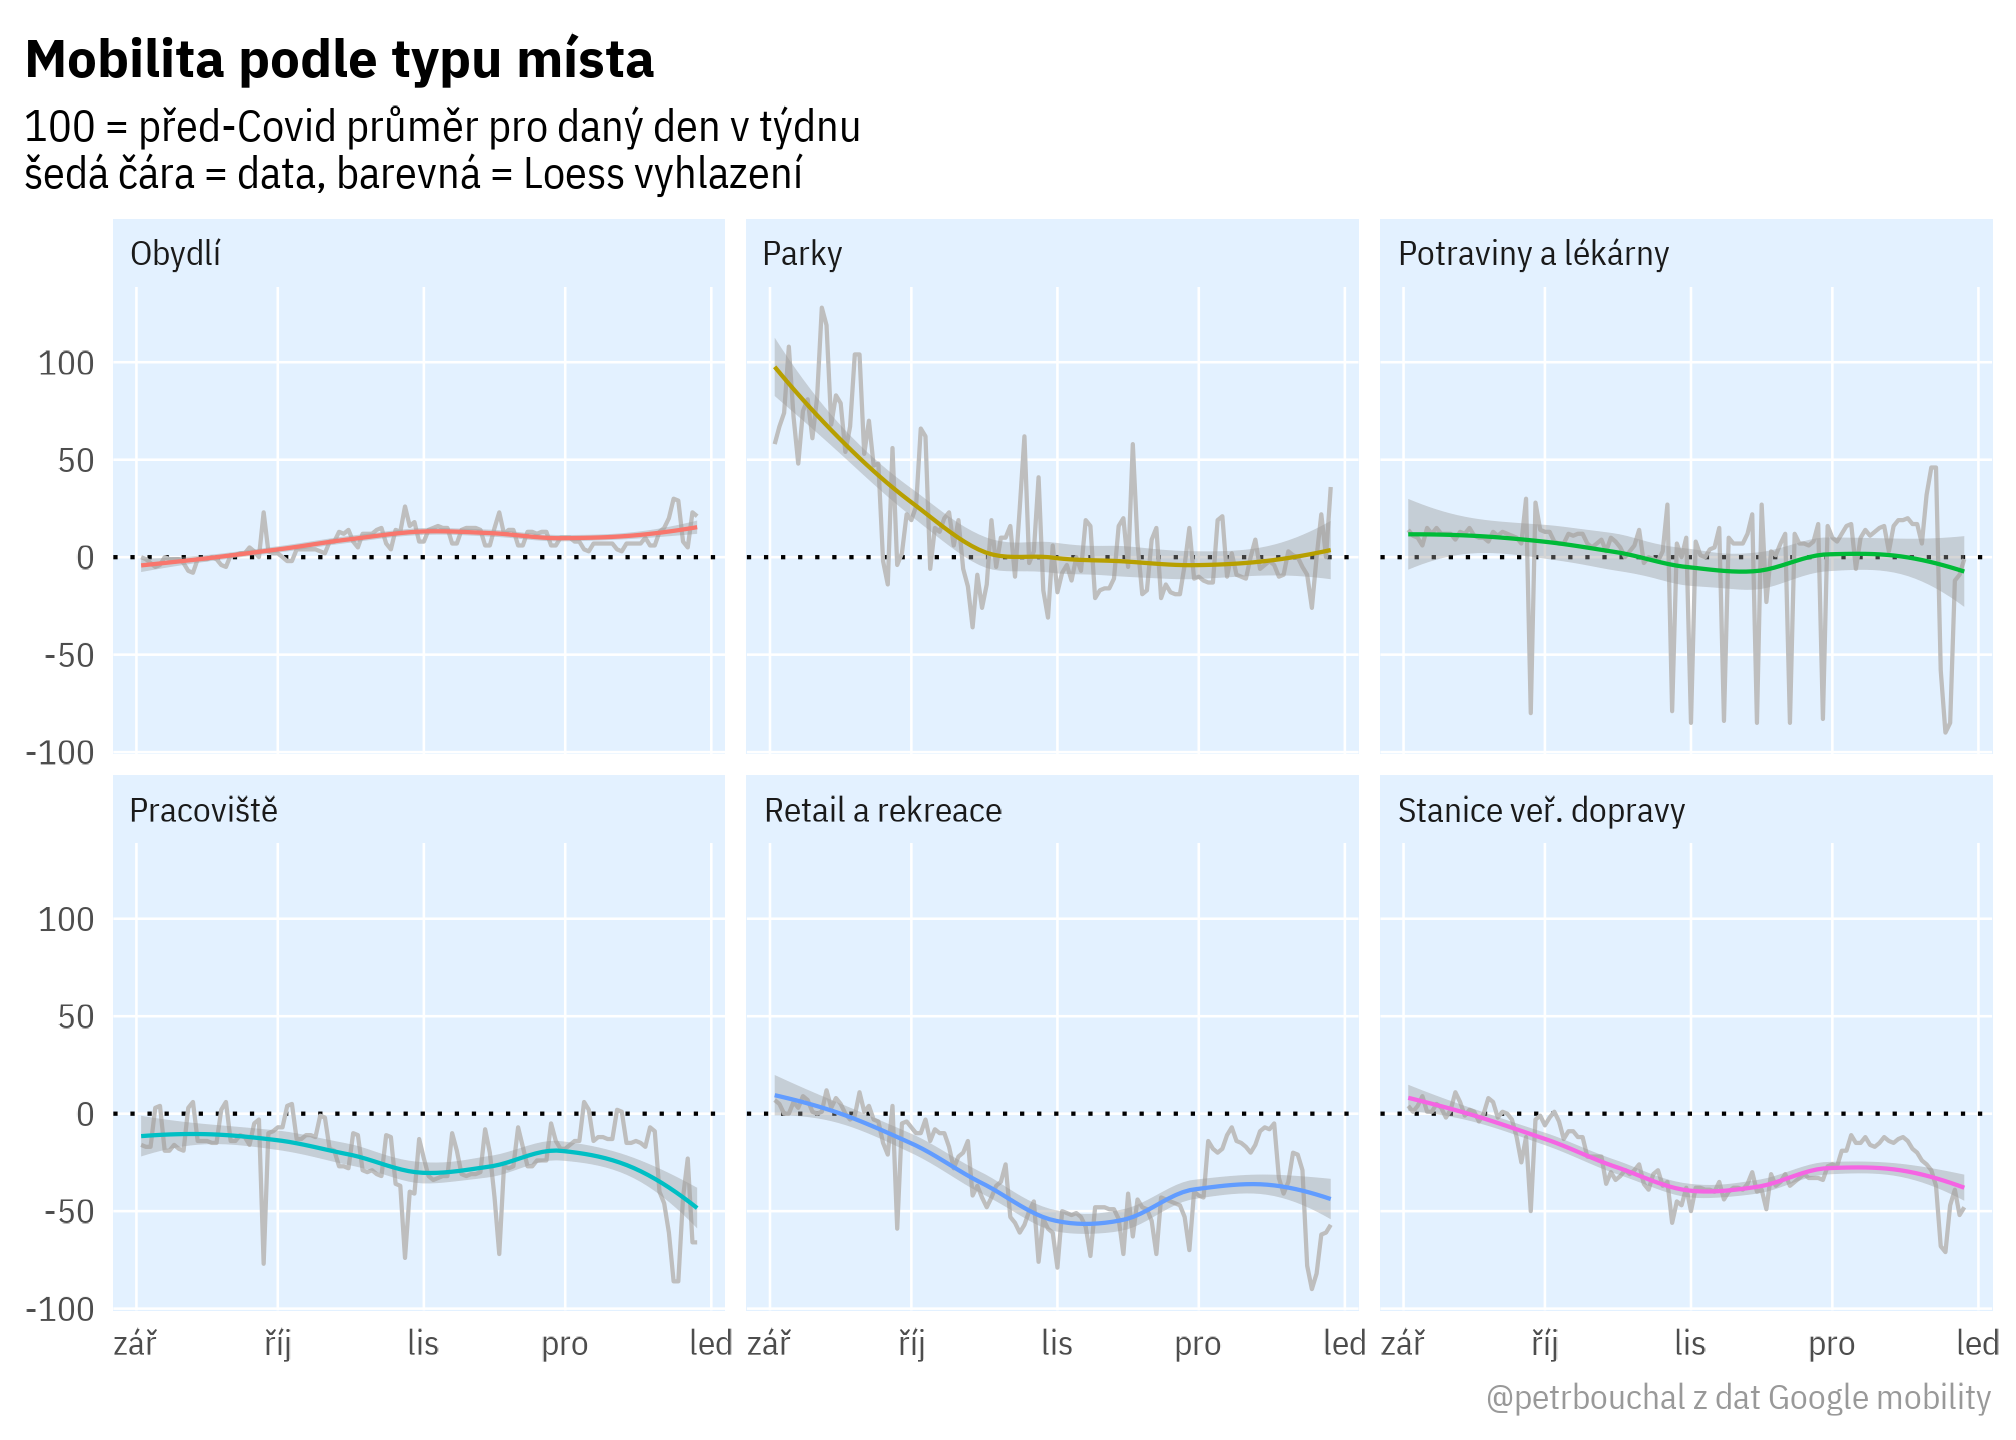 Mobilita podle typu místa
100 = před-Covid průměr pro daný den v týdnu
šedá čára = data, barevná = Loess vyhlazení
Obydlí
Parky
Potraviny a lékárny
100
50
0
-50
-100
Pracoviště
Retail a rekreace
Stanice veř. dopravy
100
50
0
-50
-100
zář říj lis pro led zář říj lis pro led zář říj lis pro led
@petrbouchal z dat Google mobility